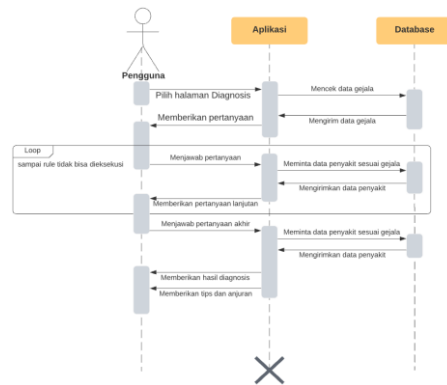 Aplikasi
Database
Pengguna
Pilih halaman Diagnosis
Mencek data gejala
Memberikan pertanyaan
Mengirim data gejala
Loop
sampai rule tidak bisa dieksekusi
Menjawab pertanyaan
Meminta data penyakit sesuai gejala
Mengirimkan data penyakit
Memberikan pertanyaan lanjutan
Menjawab pertanyaan akhir
Meminta data penyakit sesuai gejala
Mengirimkan data penyakit
Memberikan hasil diagnosis
Memberikan tips dan anjuran